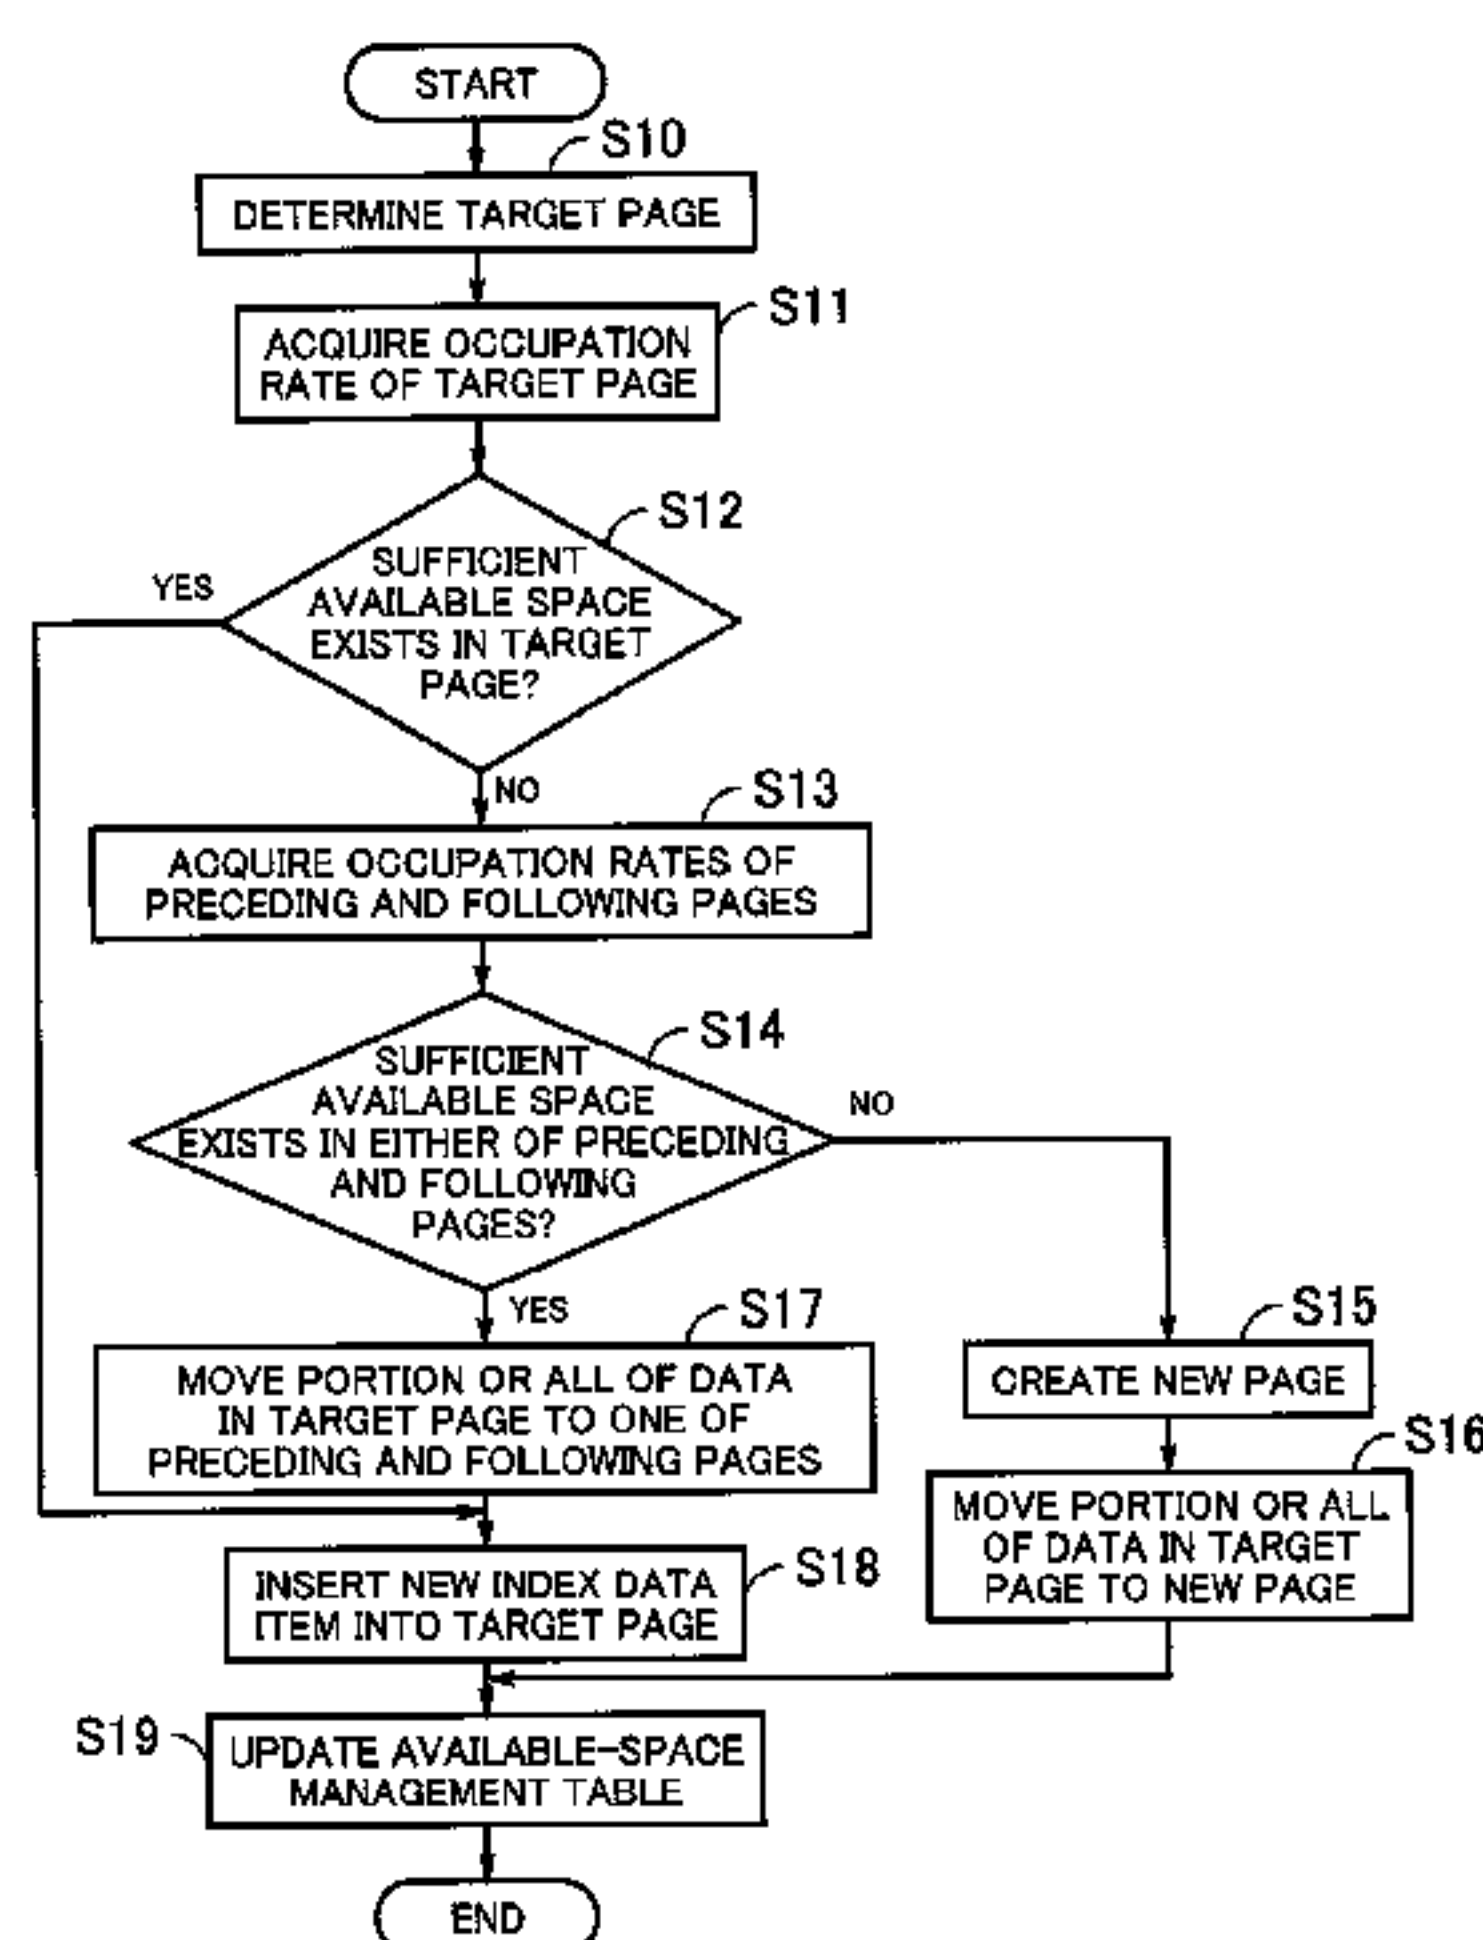 START
S10
DETERMINE TARGET PAGE
S11
ACQUIRE OCCUPATION
RATE OF TARGET PAGE
S12
SUFFICIENT
AVAILABLE SPACE
EXISTS IN TARGET
PAGE?
YES
NO
S13
ACQUIRE OCCUPATION RATES OF
PRECEDING AND FOLLOWING PAGES
S14
SUFFICIENT
AVAILABLE SPACE
EXISTS IN EITHER OF PRECEDING
AND FOLLOWING
PAGES?
NO
YES
S17
MOVE PORTION OR ALL OF DATA
IN TARGET PAGE TO ONE OF
PRECEDING AND FOLLOWING PAGES
S15
CREATE NEW PAGE
S16
MOVE PORTION OR ALL
OF DATA IN TARGET
PAGE TO NEW PAGE
S18
INSERT NEW INDEX DATA
ITEM INTO TARGET PAGE
S19
UPDATE AVAILABLE-SPACE
MANAGEMENT TABLE
END